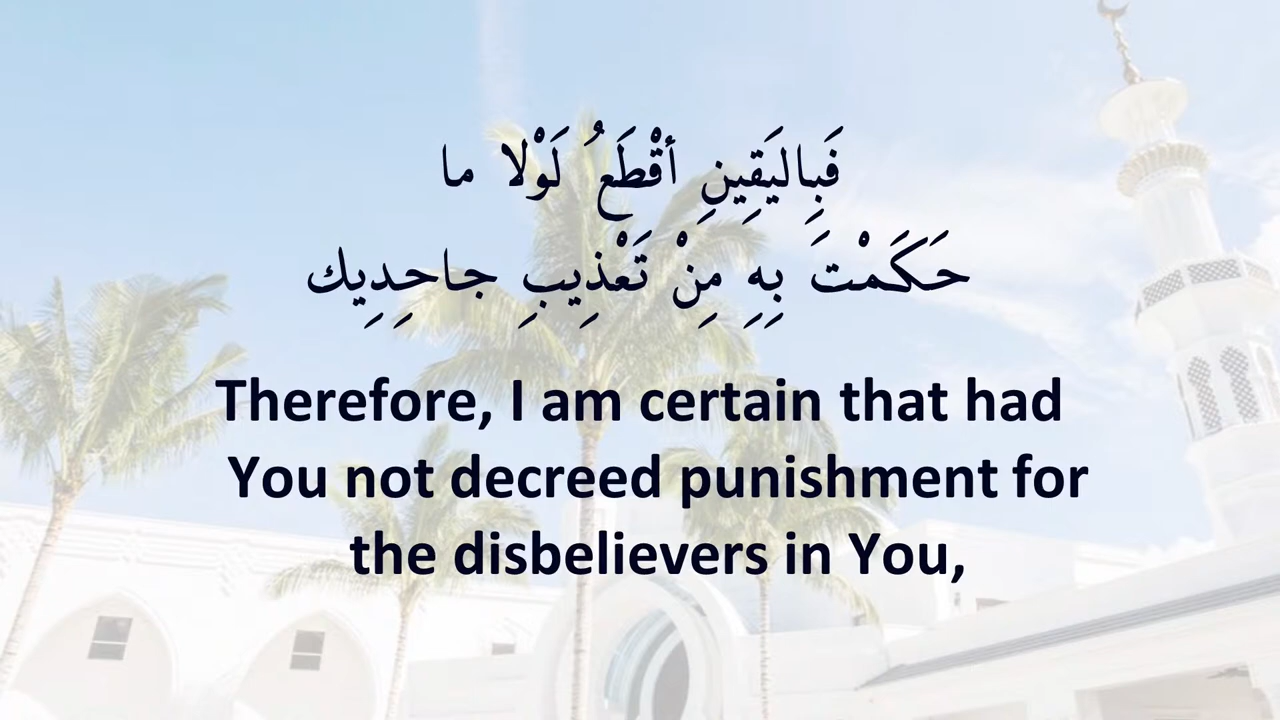 فَبِاليَقِينِ أقْطَعُ لَوْلا ما
حَكَمْتَ بِهِ مِنْ تَعْذِيبِ جاحِدِيك
Therefore, I am certain that had
You not decreed punishment for
the disbelievers in You,